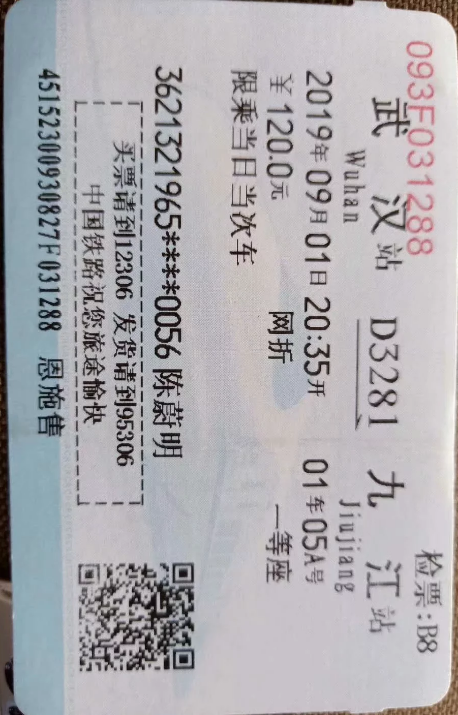 093F031288
检票:B8
武汉站 D3281 九江站
Wuhan Jiujiang
2019年09月01日20:35开 01车05A号
￥120.0元 网折 一等座
限乘当日当次车
3621321965****0056 陈蔚明
买票请到12306 发货请到95306
中国铁路祝您旅途愉快
45152300930827F031288 恩施售